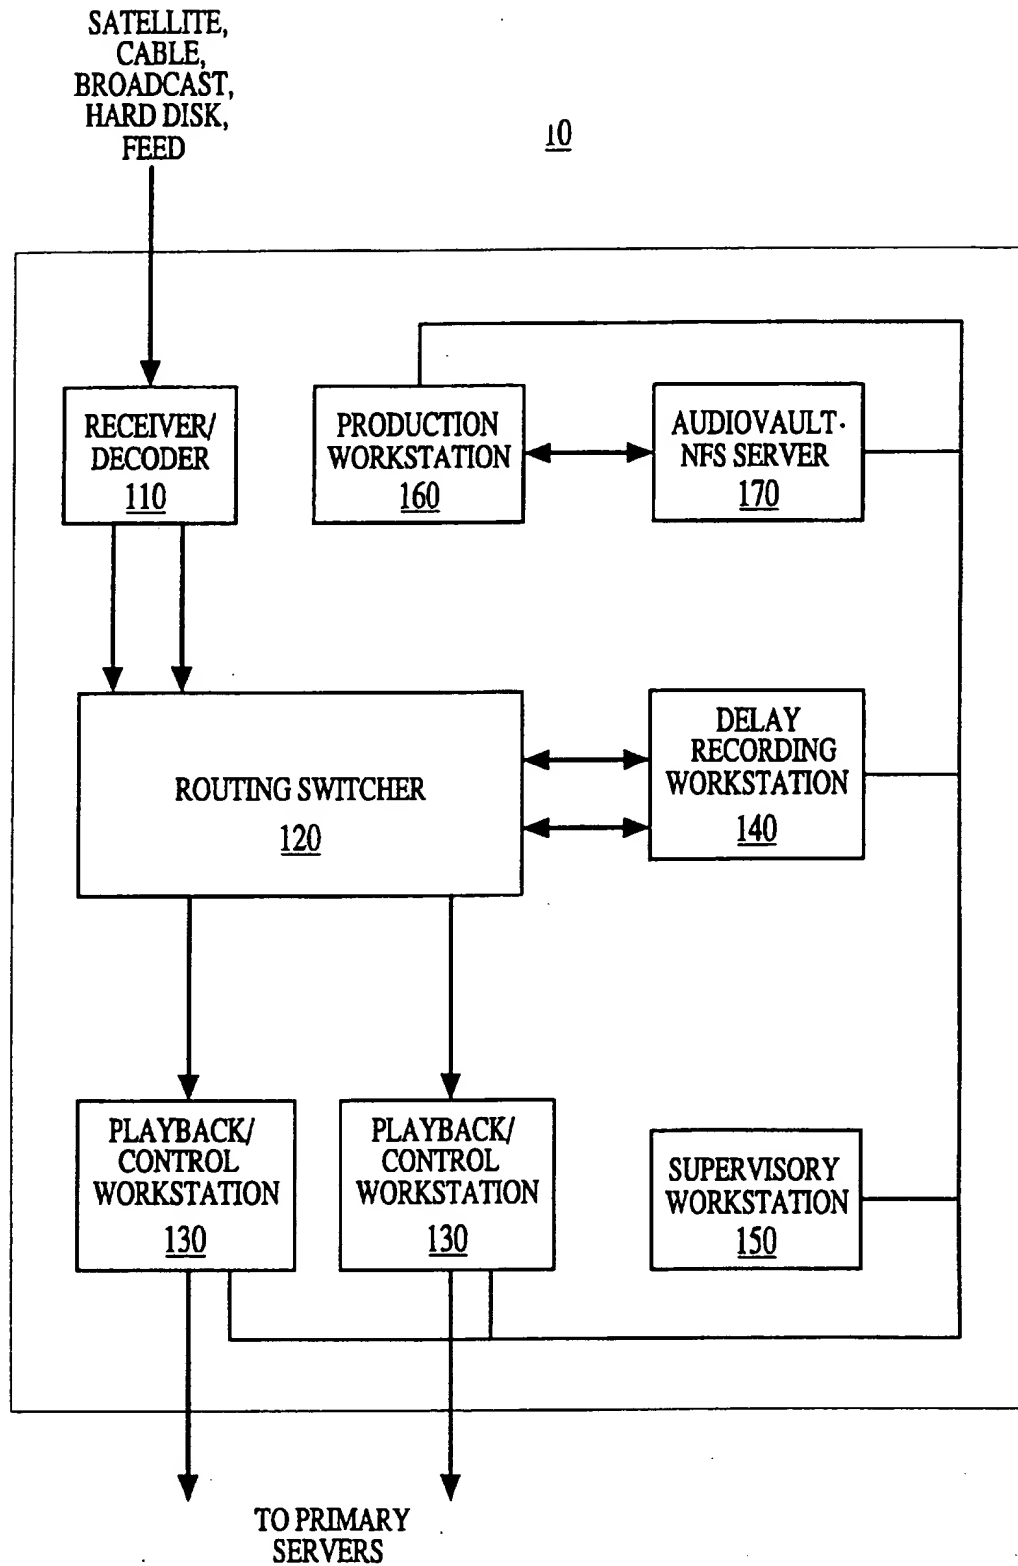 SATELLITE,
CABLE,
BROADCAST,
HARD DISK,
FEED
10
RECEIVER/
DECODER
110
PRODUCTION
WORKSTATION
160
AUDIOVAULT-
NFS SERVER
170
ROUTING SWITCHER
120
DELAY
RECORDING
WORKSTATION
140
PLAYBACK/
CONTROL
WORKSTATION
130
PLAYBACK/
CONTROL
WORKSTATION
130
SUPERVISORY
WORKSTATION
150
TO PRIMARY
SERVERS